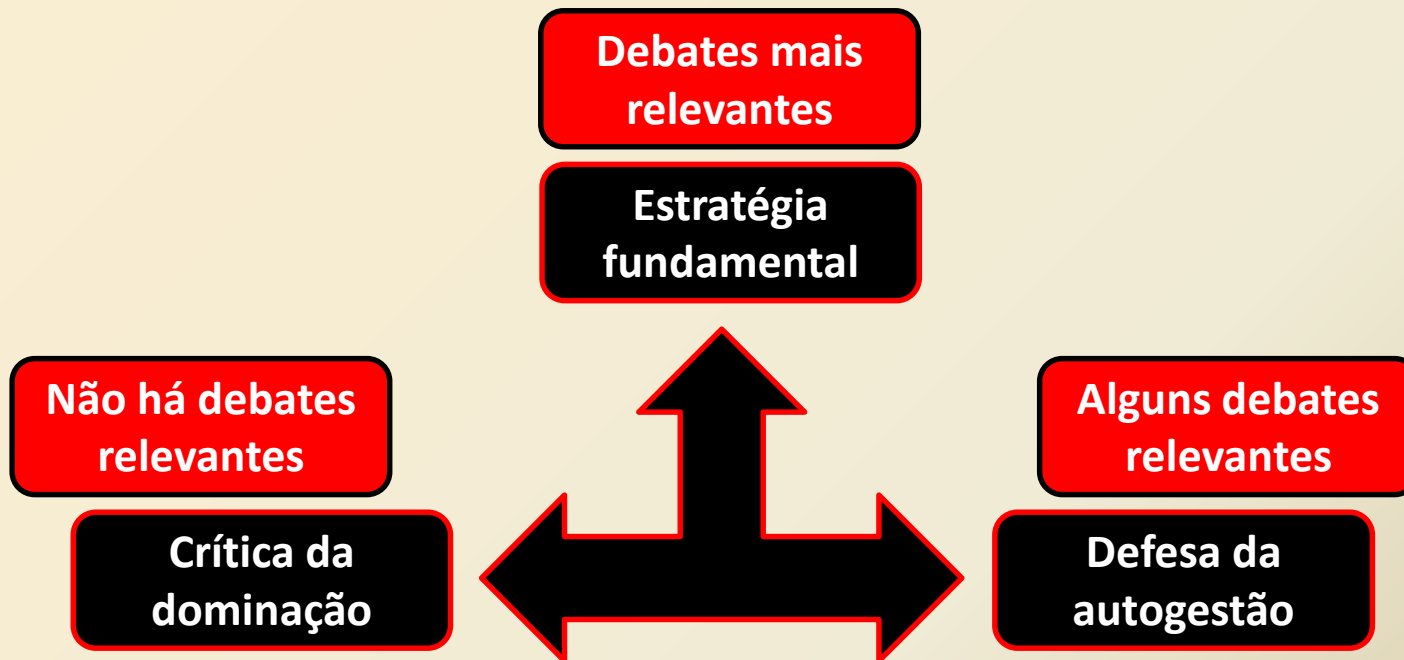 Debates mais
relevantes
Estratégia
fundamental
Não há debates
relevantes
Crítica da
dominação
Alguns debates
relevantes
Defesa da
autogestão